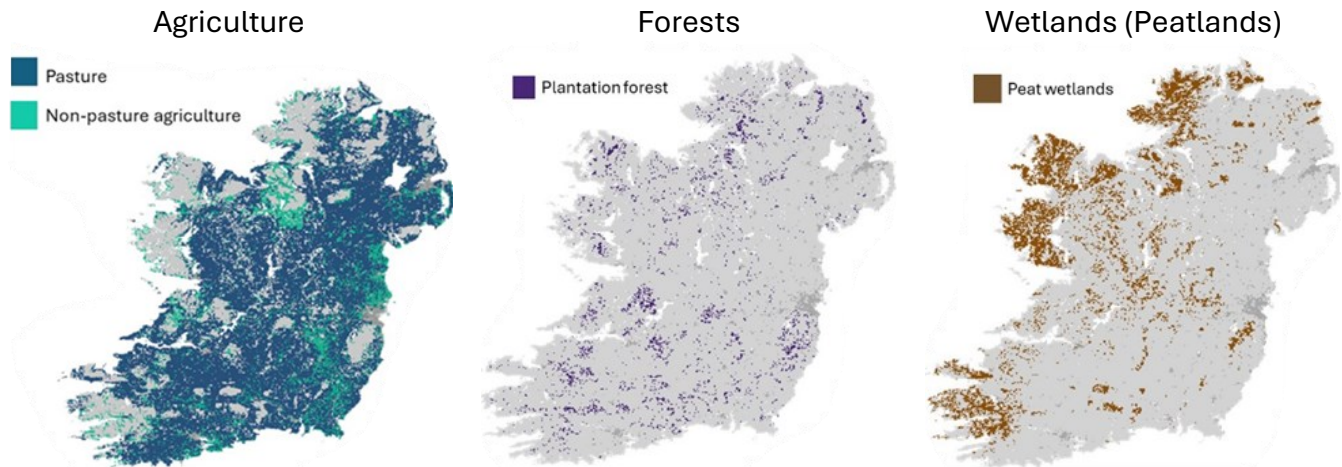 Agriculture
Pasture
Non-pasture agriculture
Forests
Plantation forest
Wetlands (Peatlands)
Peat wetlands